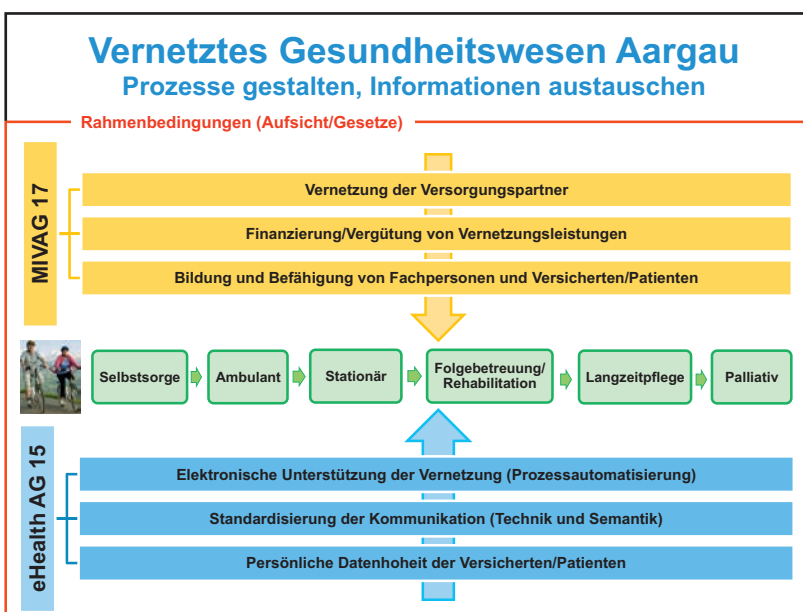 Vernetztes Gesundheitswesen Aargau
Prozesse gestalten, Informationen austauschen
Rahmenbedingungen (Aufsicht/Gesetze)
MIVAG 17
Vernetzung der Versorgungspartner
Finanzierung/Vergütung von Vernetzungsleistungen
Bildung und Befähigung von Fachpersonen und Versicherten/Patienten
Selbstsorge
Ambulant
Stationär
Folgebetreuung/
Rehabilitation
Langzeitpflege
Palliativ
eHealth AG 15
Elektronische Unterstützung der Vernetzung (Prozessautomatisierung)
Standardisierung der Kommunikation (Technik und Semantik)
Persönliche Datenhoheit der Versicherten/Patienten